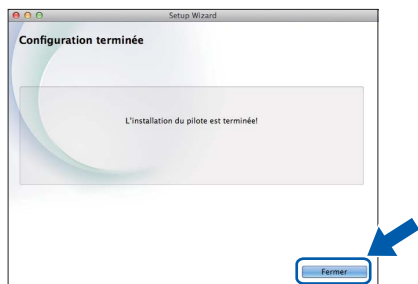 Setup Wizard
Configuration terminée
L'installation du pilote est terminée!
Fermer